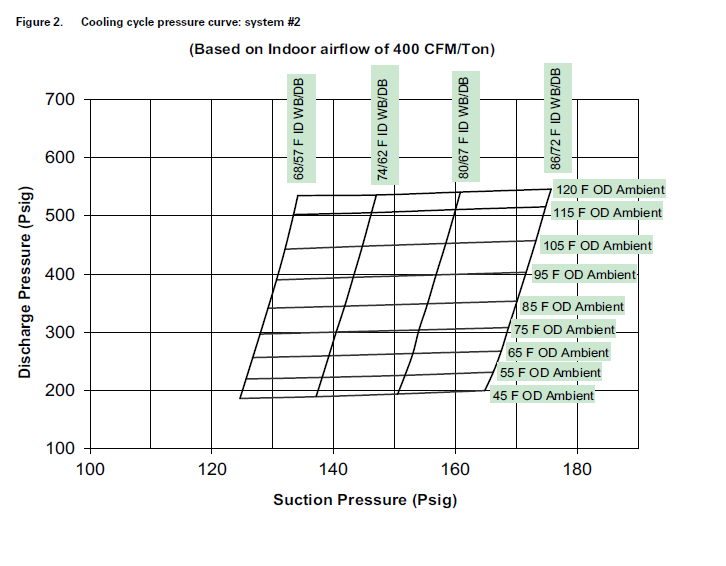 Figure 2. Cooling cycle pressure curve: system #2
(Based on Indoor airflow of 400 CFM/Ton)
68/57 F ID WB/DB
74/62 F ID WB/DB
80/67 F ID WB/DB
86/72 F ID WB/DB
700
600
500
400
300
200
100
Discharge Pressure (Psig)
120 F OD Ambient
115 F OD Ambient
105 F OD Ambient
95 F OD Ambient
85 F OD Ambient
75 F OD Ambient
65 F OD Ambient
55 F OD Ambient
45 F OD Ambient
100 120 140 160 180
Suction Pressure (Psig)